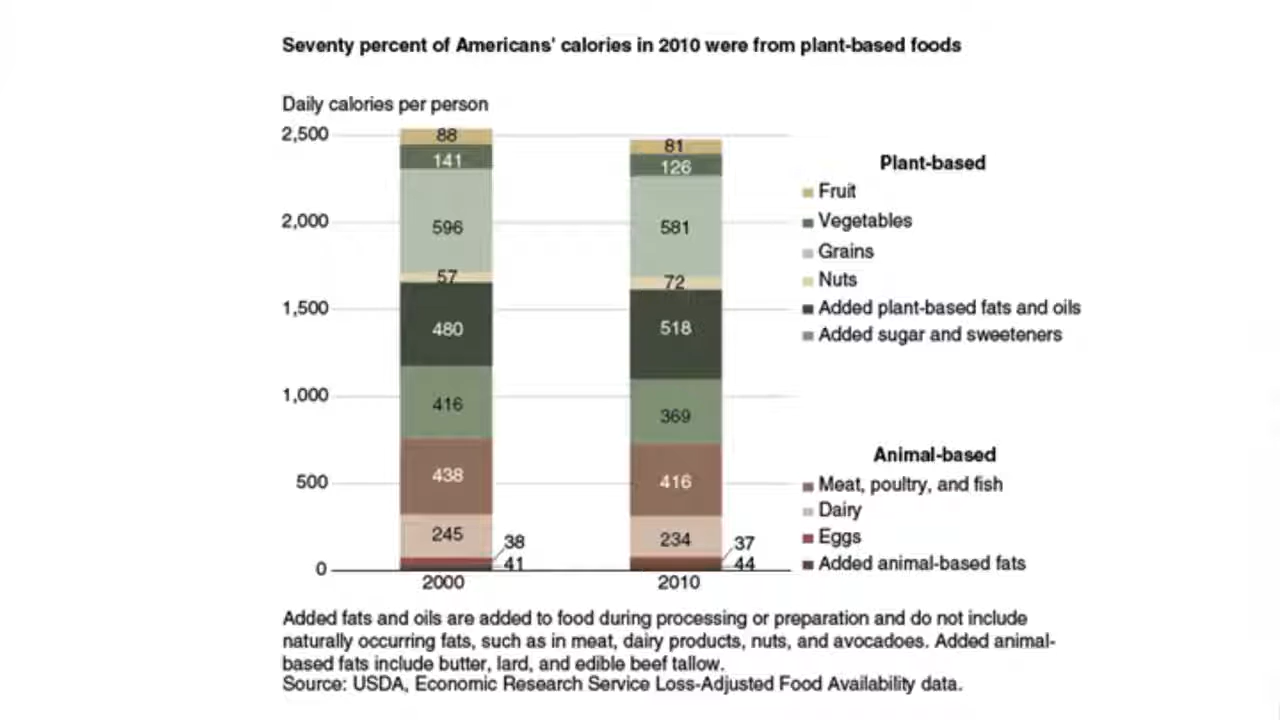 Seventy percent of Americans' calories in 2010 were from plant-based foods
Daily calories per person
2,500
2,000
1,500
1,000
500
0
88
141
596
57
480
416
438
245
38
41
2000
81
126
581
72
518
369
416
234
37
44
2010
Plant-based
Fruit
Vegetables
Grains
Nuts
Added plant-based fats and oils
Added sugar and sweeteners
Animal-based
Meat, poultry, and fish
Dairy
Eggs
Added animal-based fats
Added fats and oils are added to food during processing or preparation and do not include
naturally occurring fats, such as in meat, dairy products, nuts, and avocadoes. Added animal-
based fats include butter, lard, and edible beef tallow.
Source: USDA, Economic Research Service Loss-Adjusted Food Availability data.